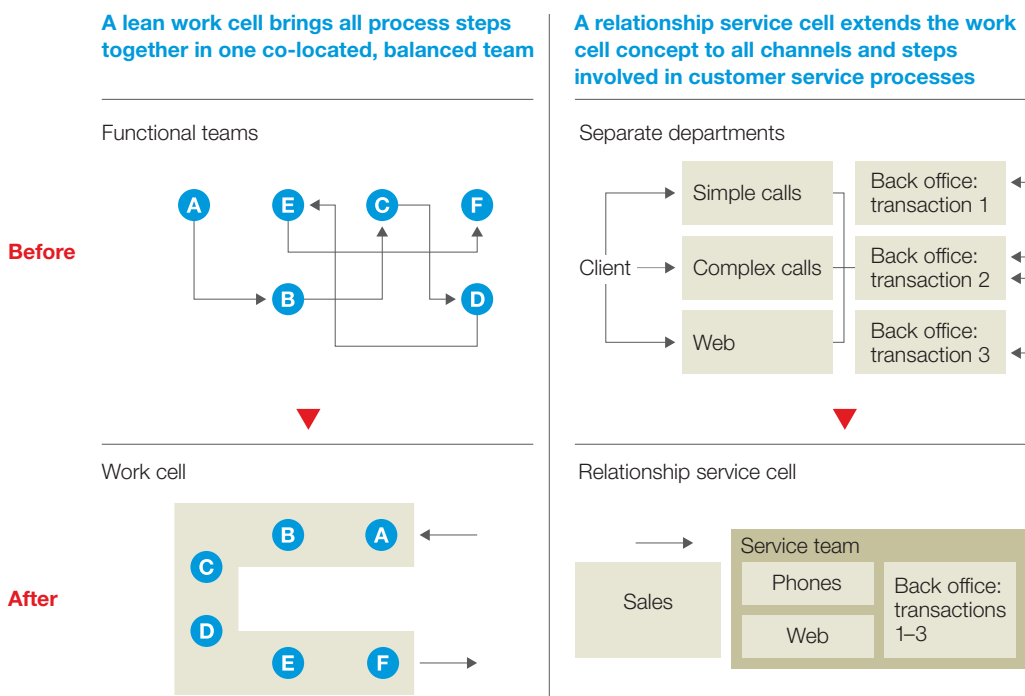 A lean work cell brings all process steps
together in one co-located, balanced team
A relationship service cell extends the work
cell concept to all channels and steps
involved in customer service processes
Before
Functional teams
A
E
C
F
B
D
Separate departments
Client
Simple calls
Complex calls
Web
Back office:
transaction 1
Back office:
transaction 2
Back office:
transaction 3
After
Work cell
B
A
C
D
E
F
Relationship service cell
Sales
Service team
Phones
Web
Back office:
transactions
1–3